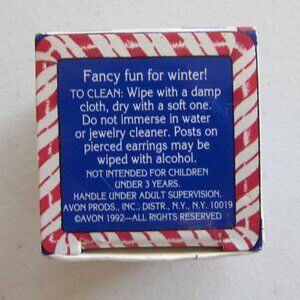 Fancy fun for winter!
TO CLEAN: Wipe with a damp
cloth, dry with a soft one.
Do not immerse in water
or jewelry cleaner. Posts on
pierced earrings may be
wiped with alcohol.
NOT INTENDED FOR CHILDREN
UNDER 3 YEARS.
HANDLE UNDER ADULT SUPERVISION.
AVON PRODS., INC., DISTR., N.Y., N.Y. 10019
©AVON 1992—ALL RIGHTS RESERVED